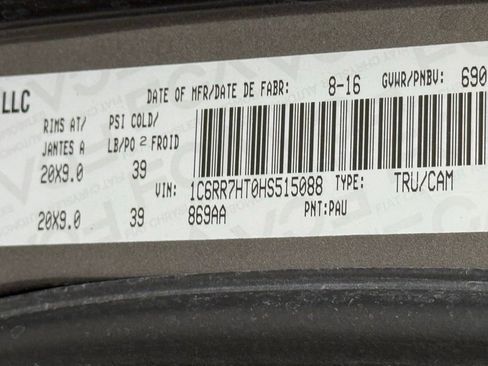 LLC
DATE OF MFR/DATE DE FABR: 8-16 GVWR/PNBV: 690
RIMS AT/ PSI COLD/
JANTES A LB/PO 2 FROID
20X9.0 39
VIN: 1C6RR7HT0HS515088 TYPE: TRU/CAM
20X9.0 39 869AA PNT:PAU